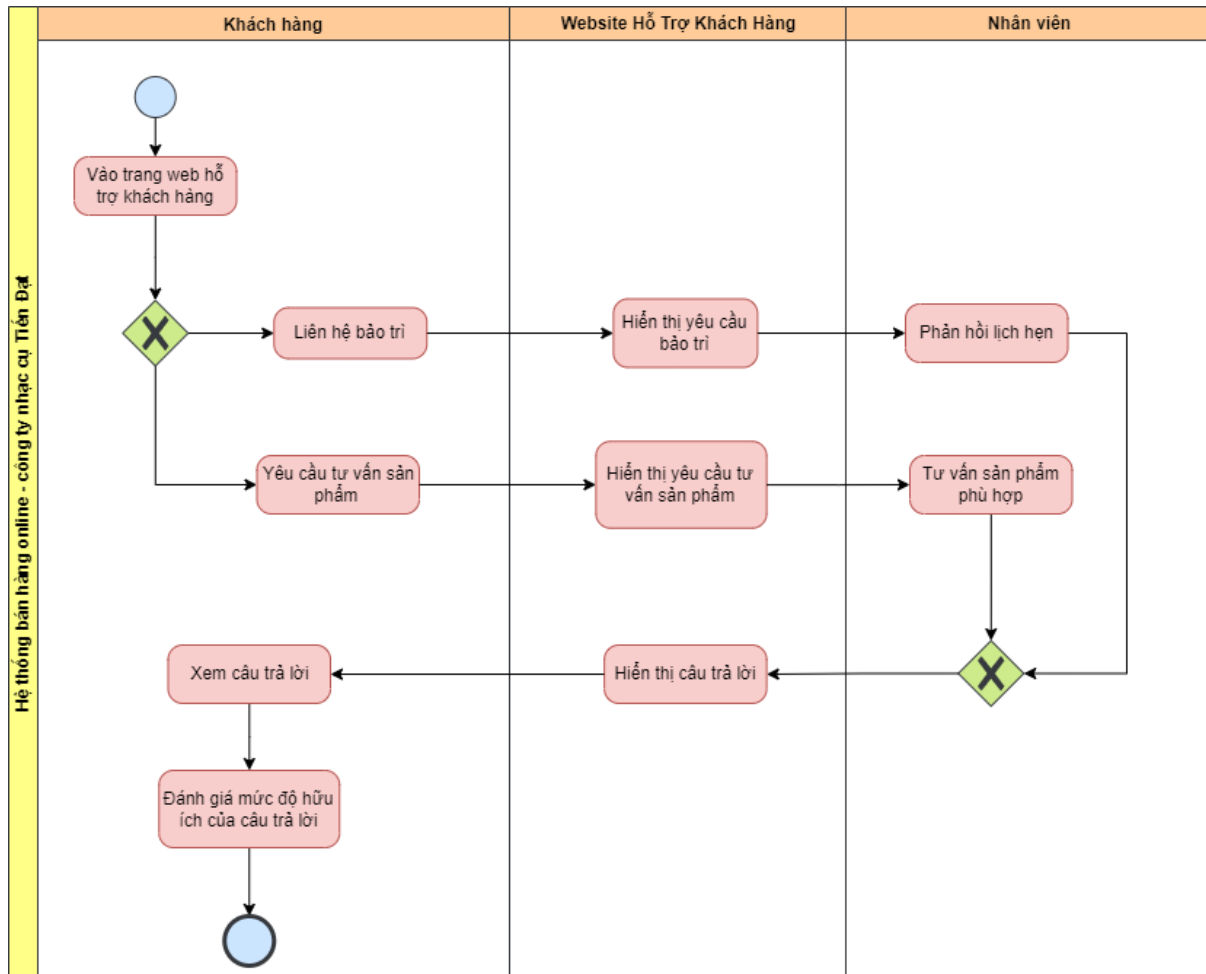 Hệ thống bán hàng online - công ty nhạc cụ Tiến Đạt
Khách hàng
Website Hỗ Trợ Khách Hàng
Nhân viên
Vào trang web hỗ
trợ khách hàng
Liên hệ bảo trì
Hiển thị yêu cầu
bảo trì
Phản hồi lịch hẹn
Yêu cầu tư vấn sản
phẩm
Hiển thị yêu cầu tư
vấn sản phẩm
Tư vấn sản phẩm
phù hợp
Xem câu trả lời
Hiển thị câu trả lời
Đánh giá mức độ hữu
ích của câu trả lời